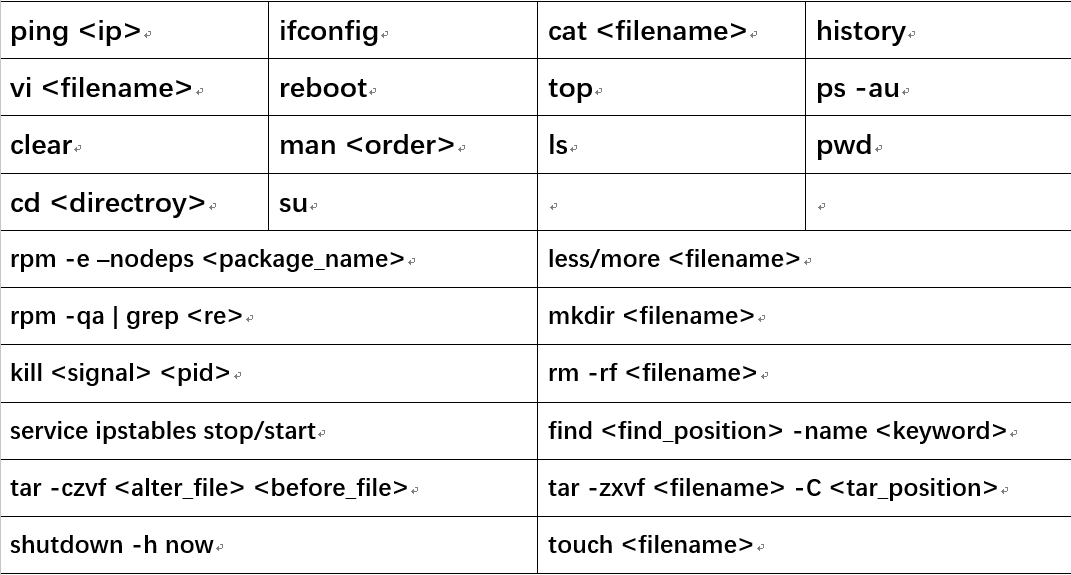 ping <ip> ifconfig cat <filename> history
vi <filename> reboot top ps -au
clear man <order> ls pwd
cd <directroy> su
rpm -e –nodeps <package_name> less/more <filename>
rpm -qa | grep <re> mkdir <filename>
kill <signal> <pid> rm -rf <filename>
service ipstables stop/start find <find_position> -name <keyword>
tar -czvf <alter_file> <before_file> tar -zxvf <filename> -C <tar_position>
shutdown -h now touch <filename>